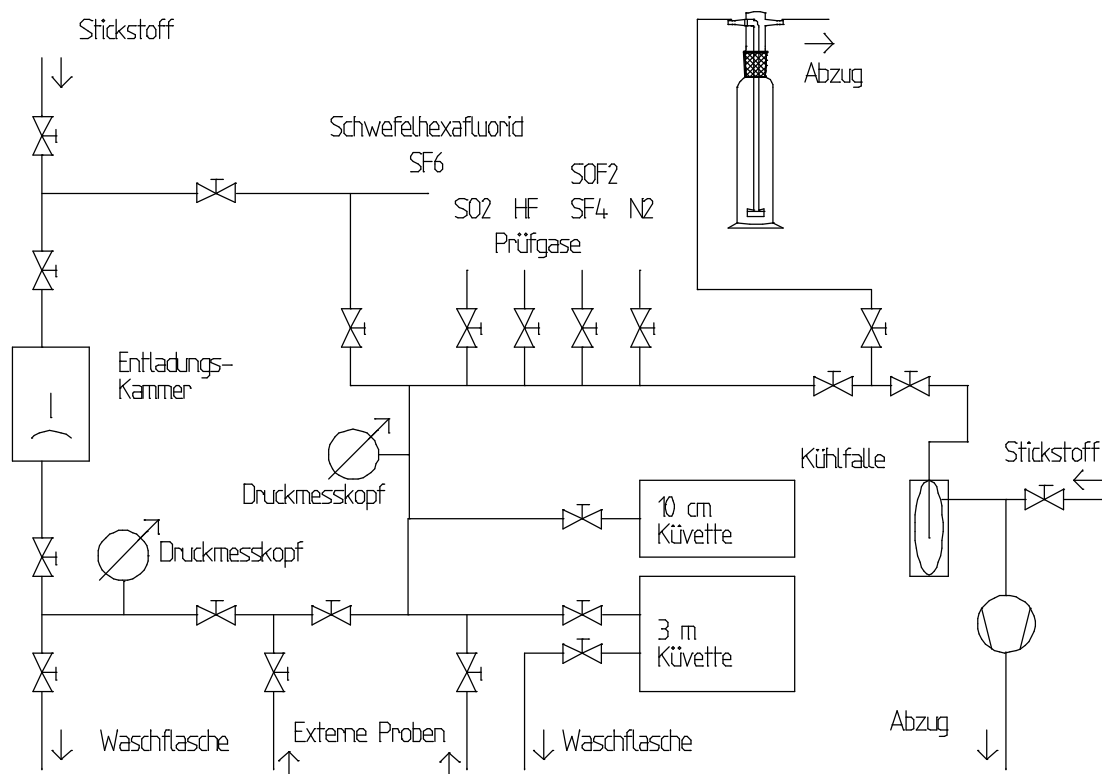 Stickstoff
Abzug
Schwefelhexafluorid
SF6
SOF2
SO2 HF SF4 N2
Prüfgase
Entladungs-
Kammer
Kühlfalle
Stickstoff
Druckmesskopf
10 cm
Küvette
Druckmesskopf
3 m
Küvette
Abzug
Waschflasche
Externe Proben
Waschflasche